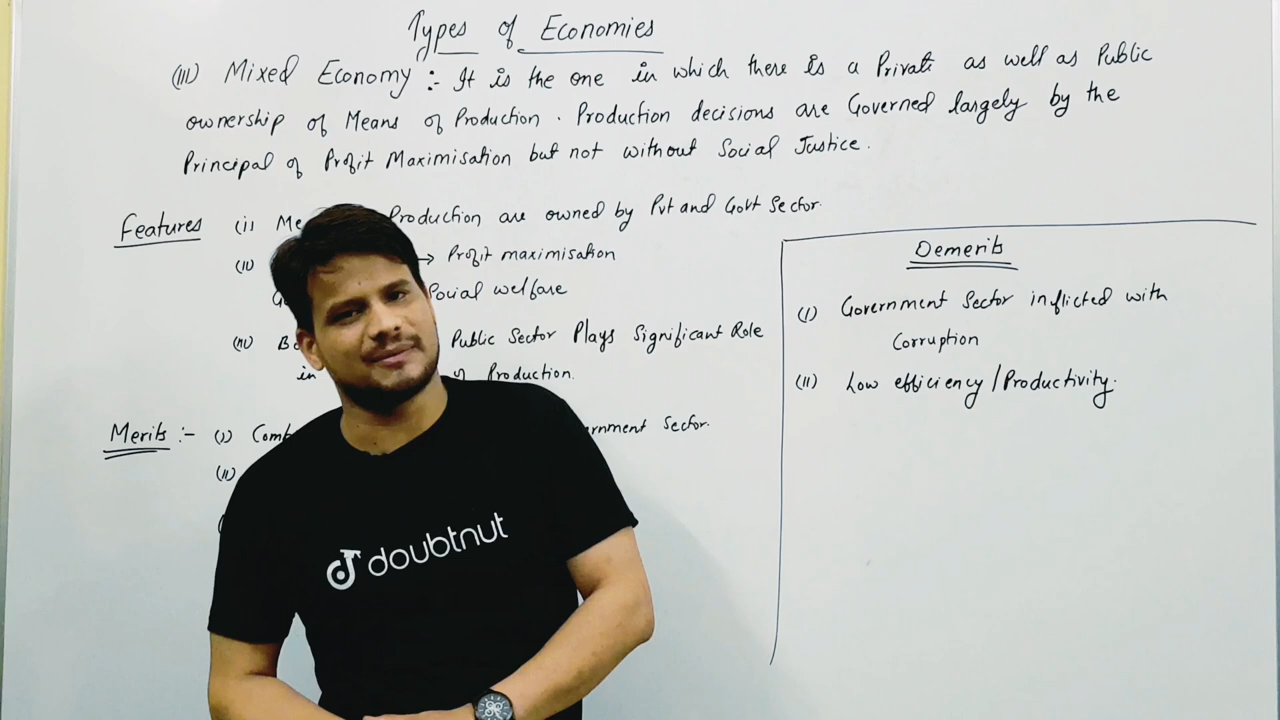 Types of Economies
(III) Mixed Economy :- It is the one in which there is a Private as well as Public
ownership of Means of Production. Production decisions are Governed largely by the
Principal of Profit Maximisation but not without Social Justice.
Features (i) Production are owned by Pvt and Govt Sector.
(II) → Profit maximisation
Social welfare
Public Sector Plays Significant Role
in Production.
Merits :- (I) Sector.
(II)
Demerits
(I) Government Sector inflicted with
Corruption
(II) Low efficiency/Productivity.
doubtnut